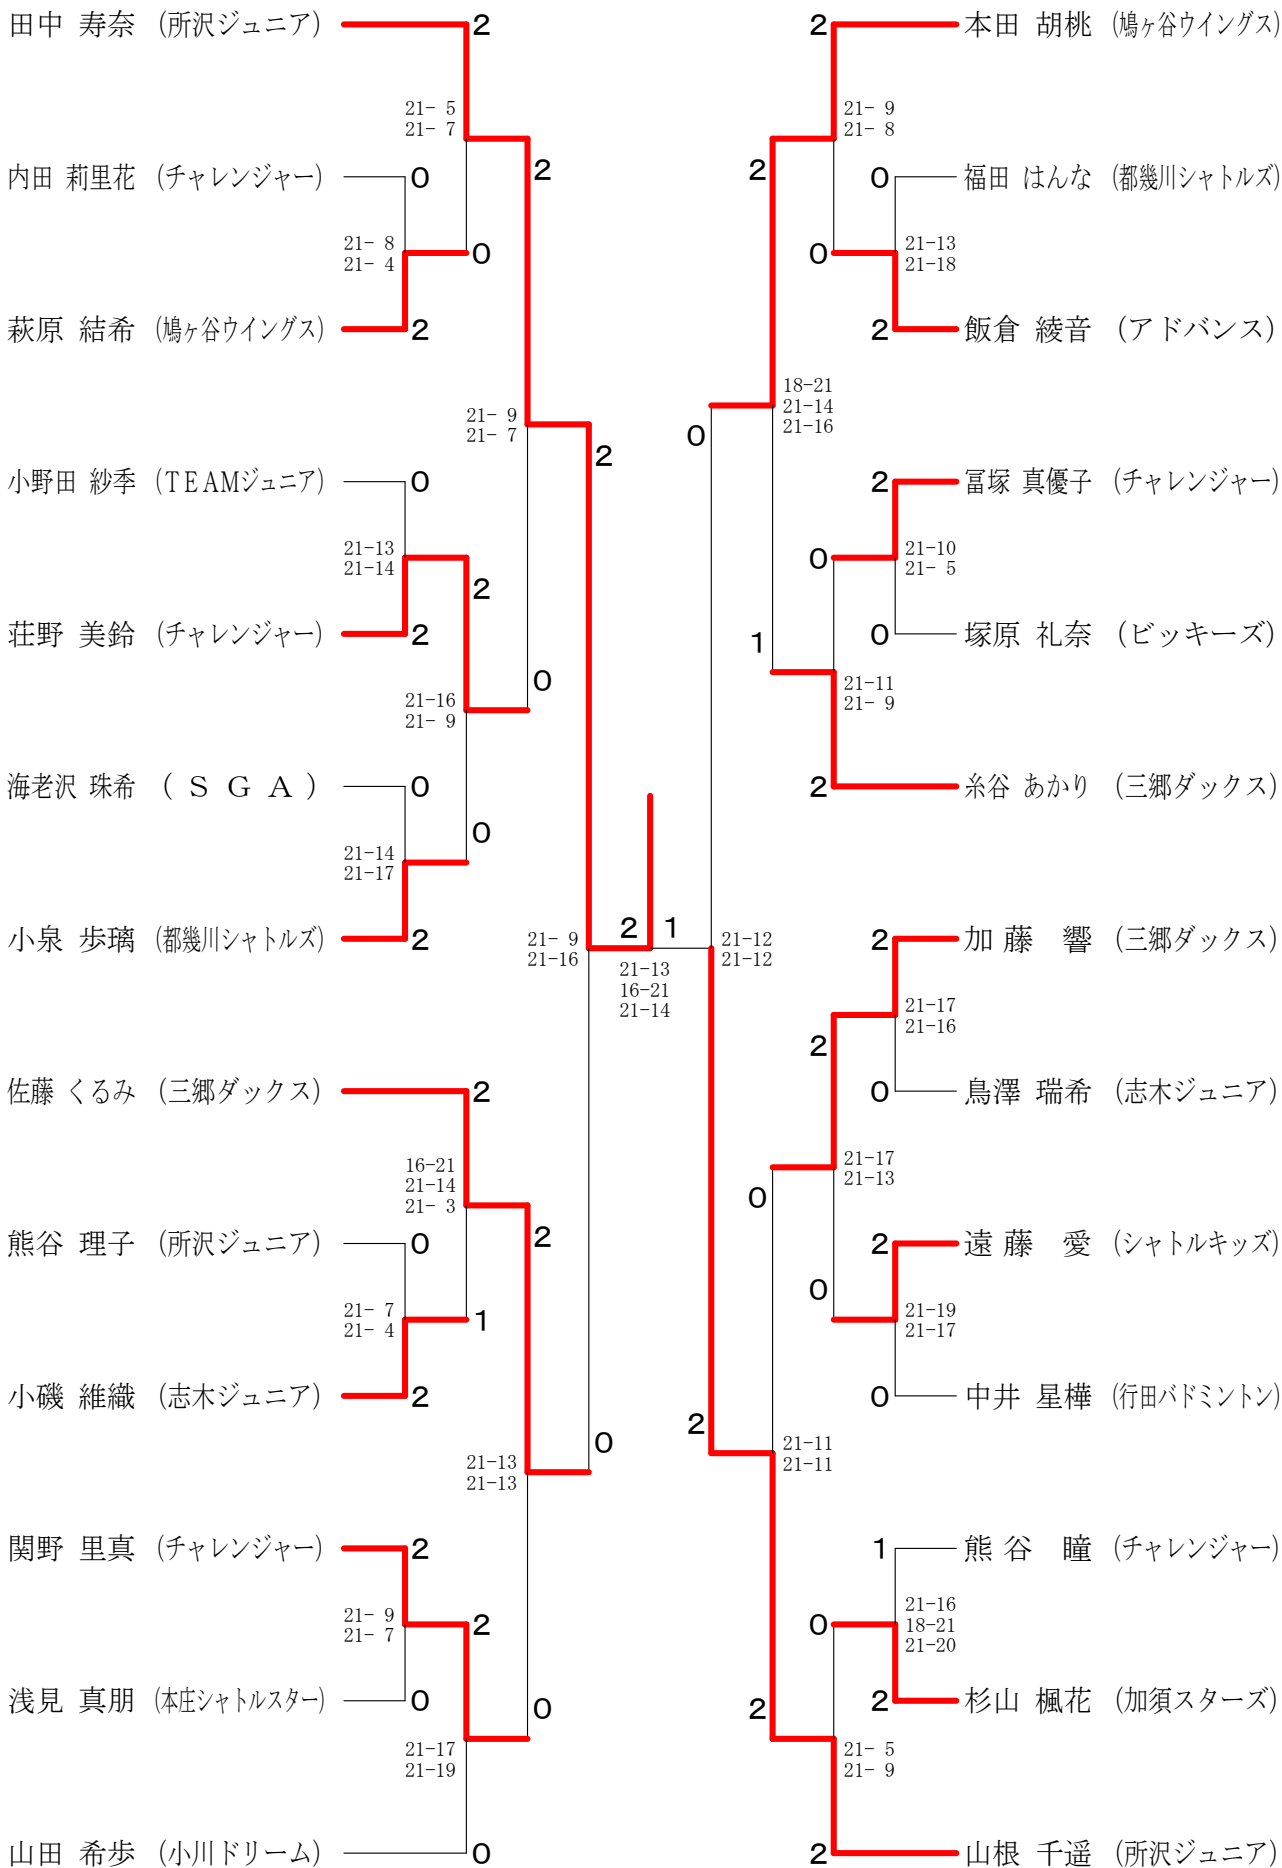 田中 寿奈 (所沢ジュニア) 2
21- 5
21- 7
2
内田 莉里花 (チャレンジャー) 0
21- 8
21- 4
0
萩原 結希 (鳩ヶ谷ウイングス) 2
21- 9
21- 7
2
小野田 紗季 (TEAMジュニア) 0
21-13
21-14
2
荘野 美鈴 (チャレンジャー) 2
21-16
21- 9
0
海老沢 珠希 (SGA) 0
21-14
21-17
0
小泉 歩璃 (都幾川シャトルズ) 2
21- 9
21-16
2 1
21-13
16-21
21-14
佐藤 くるみ (三郷ダックス) 2
16-21
21-14
21- 3
2
熊谷 理子 (所沢ジュニア) 0
21- 7
21- 4
1
小磯 維織 (志木ジュニア) 2
21-13
21-13
0
関野 里真 (チャレンジャー) 2
21- 9
21- 7
2
浅見 真朋 (本庄シャトルスター) 0
21-17
21-19
0
山田 希歩 (小川ドリーム) 0
2 本田 胡桃 (鳩ヶ谷ウイングス)
21- 9
21- 8
2
0 福田 はんな (都幾川シャトルズ)
21-13
21-18
0
2 飯倉 綾音 (アドバンス)
18-21
21-14
21-16
0
2 冨塚 真優子 (チャレンジャー)
21-10
21- 5
0
0 塚原 礼奈 (ビッキーズ)
1
21-11
21- 9
2 糸谷 あかり (三郷ダックス)
21-12
21-12
2 加藤 響 (三郷ダックス)
21-17
21-16
2
0 鳥澤 瑞希 (志木ジュニア)
21-17
21-13
0
2 遠藤 愛 (シャトルキッズ)
0
21-19
21-17
0 中井 星樺 (行田バドミントン)
2
21-11
21-11
1 熊谷 瞳 (チャレンジャー)
21-16
18-21
21-20
0
2 杉山 楓花 (加須スターズ)
2
21- 5
21- 9
2 山根 千遥 (所沢ジュニア)